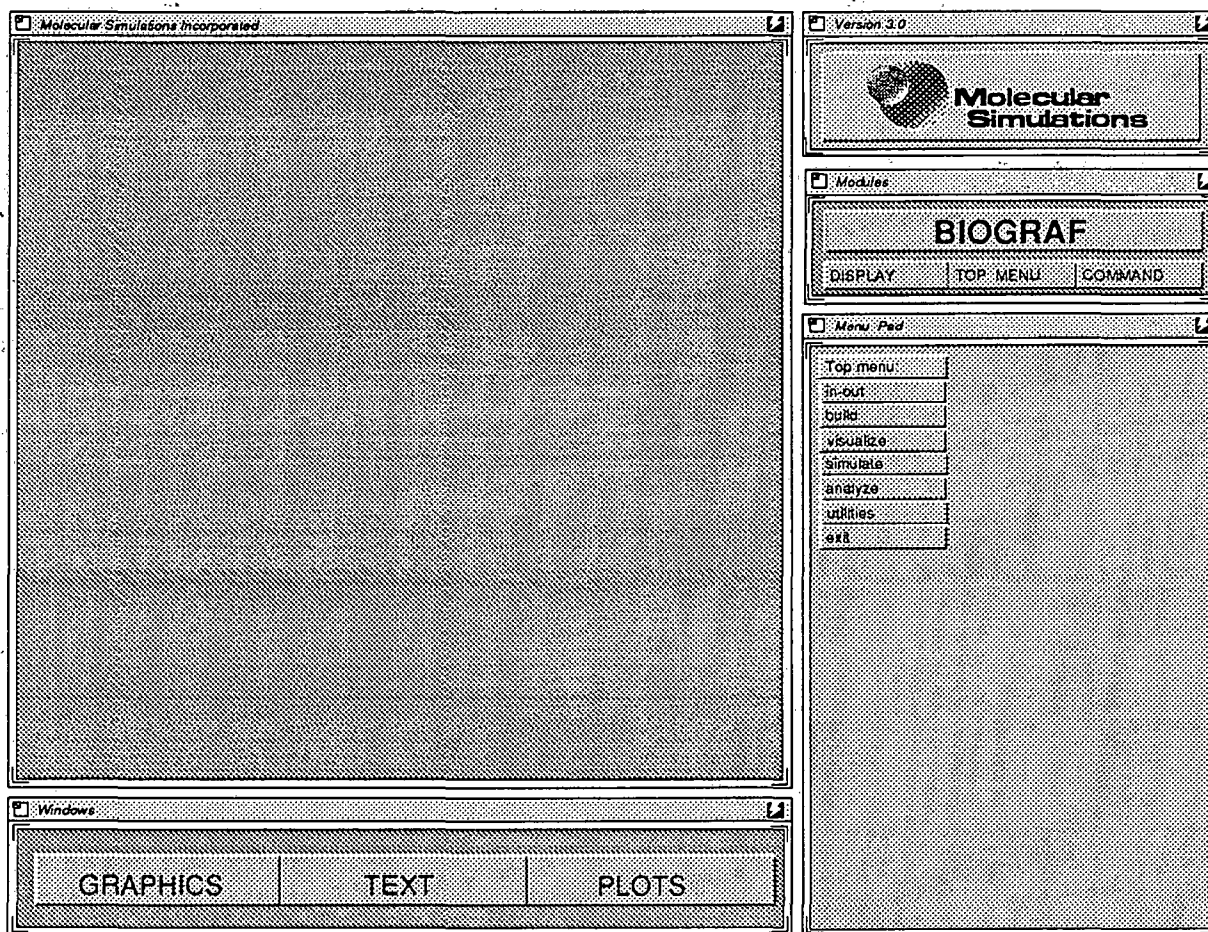 Molecular Simulations Incorporated
Version 3.0
Molecular
Simulations
Modules
BIOGRAF
DISPLAY TOP MENU COMMAND
Menu Pad
Top menu:
in-out
build
visualize
simulate
analyze
utilities
exit
Windows
GRAPHICS TEXT PLOTS